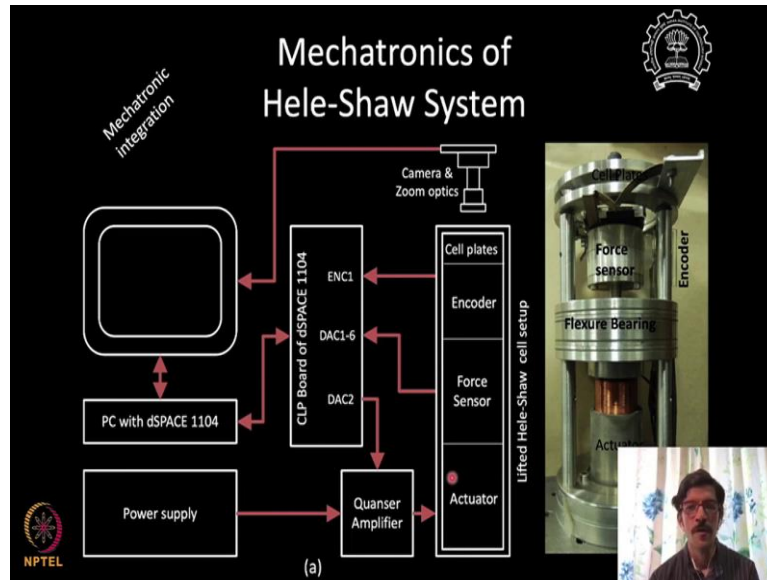 Mechatronics of
Hele-Shaw System
Mechatronic
integration
Camera &
Zoom optics
CLP Board of dSPACE 1104
ENC1
DAC1-6
DAC2
Cell plates
Encoder
Force
Sensor
Actuator
Lifted Hele-Shaw cell setup
PC with dSPACE 1104
Power supply
Quanser
Amplifier
(a)
Cell Plates
Force
sensor
Encoder
Flexure Bearing
Actuator
NPTEL